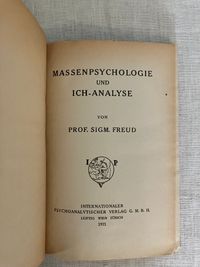 MASSENPSYCHOLOGIE
UND
ICH-ANALYSE
VON
PROF. SIGM. FREUD
I P
INTERNATIONALER
PSYCHOANALYTISCHER VERLAG G. M. B. H.
LEIPZIG WIEN ZÜRICH
1921